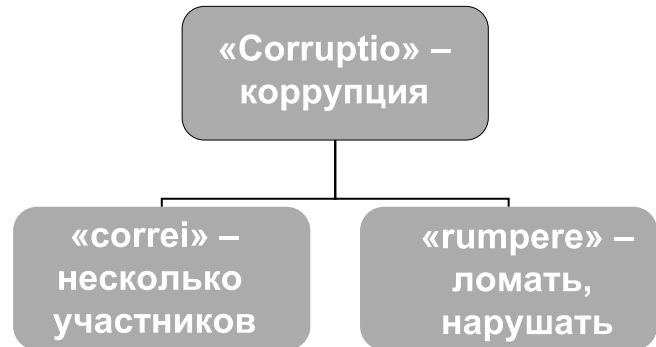 «Corruptio» –
коррупция
«correi» –
несколько
участников
«rumpere» –
ломать,
нарушать